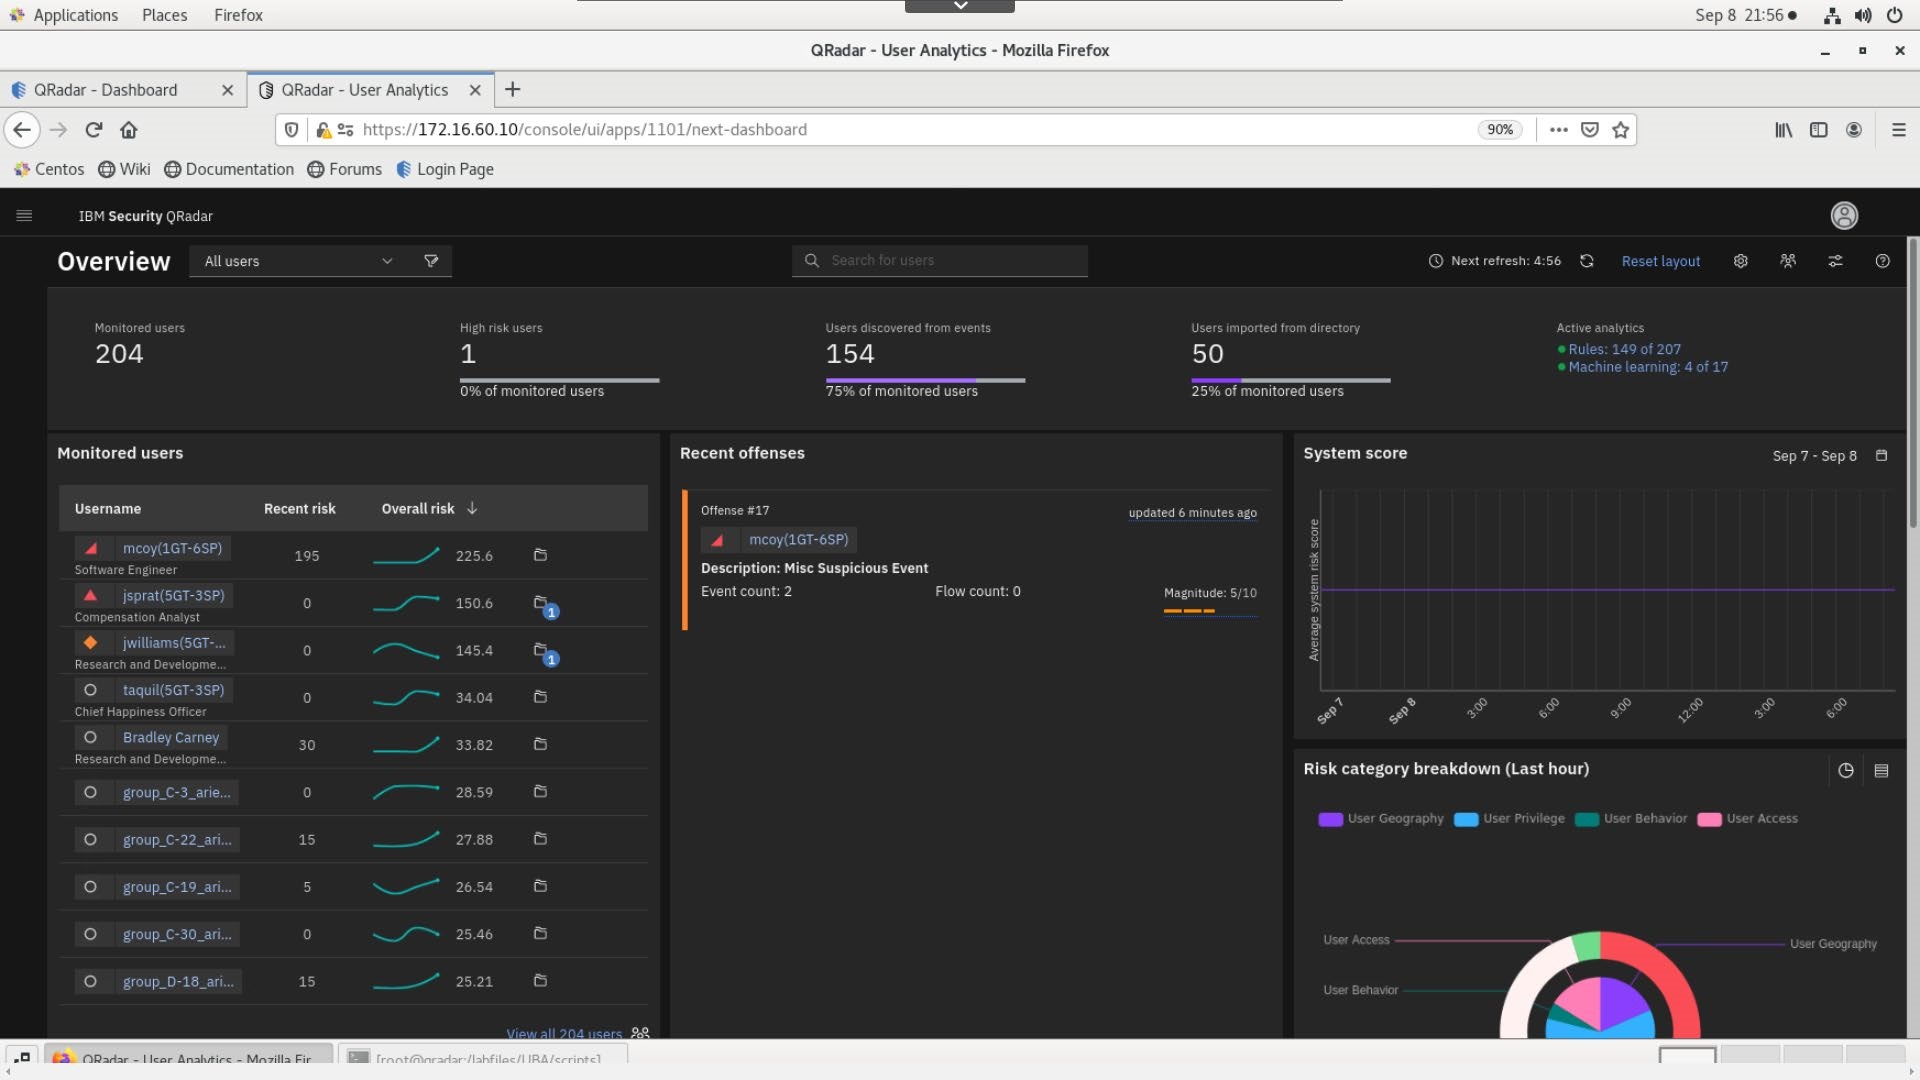 Applications Places Firefox Sep 8 21:56
QRadar - User Analytics - Mozilla Firefox
QRadar - Dashboard QRadar - User Analytics
https://172.16.60.10/console/ui/apps/1101/next-dashboard 90%
Centos Wiki Documentation Forums Login Page
IBM Security QRadar
Overview All users Search for users Next refresh: 4:56 Reset layout
Monitored users High risk users Users discovered from events Users imported from directory Active analytics
204 1 154 50 Rules: 149 of 207
Machine learning: 4 of 17
0% of monitored users 75% of monitored users 25% of monitored users
Monitored users
Username Recent risk Overall risk
mcoy(1GT-6SP) 195 225.6
Software Engineer
jsprat(5GT-3SP) 0 150.6 1
Compensation Analyst
jwilliams(5GT-... 0 145.4 1
Research and Developme...
taquil(5GT-3SP) 0 34.04
Chief Happiness Officer
Bradley Carney 30 33.82
Research and Developme...
group_C-3_arie... 0 28.59
group_C-22_ari... 15 27.88
group_C-19_ari... 5 26.54
group_C-30_ari... 0 25.46
group_D-18_ari... 15 25.21
View all 204 users
Recent offenses
Offense #17 updated 6 minutes ago
mcoy(1GT-6SP)
Description: Misc Suspicious Event
Event count: 2 Flow count: 0 Magnitude: 5/10
System score Sep 7 - Sep 8
Average system risk score
Sep 7 Sep 8 3:00 6:00 9:00 12:00 3:00 6:00
Risk category breakdown (Last hour)
User Geography User Privilege User Behavior User Access
User Access User Geography
User Behavior
QRadar - User Analytics - Mozilla Fir... [root@qradar:/labfiles/UBA/scripts]